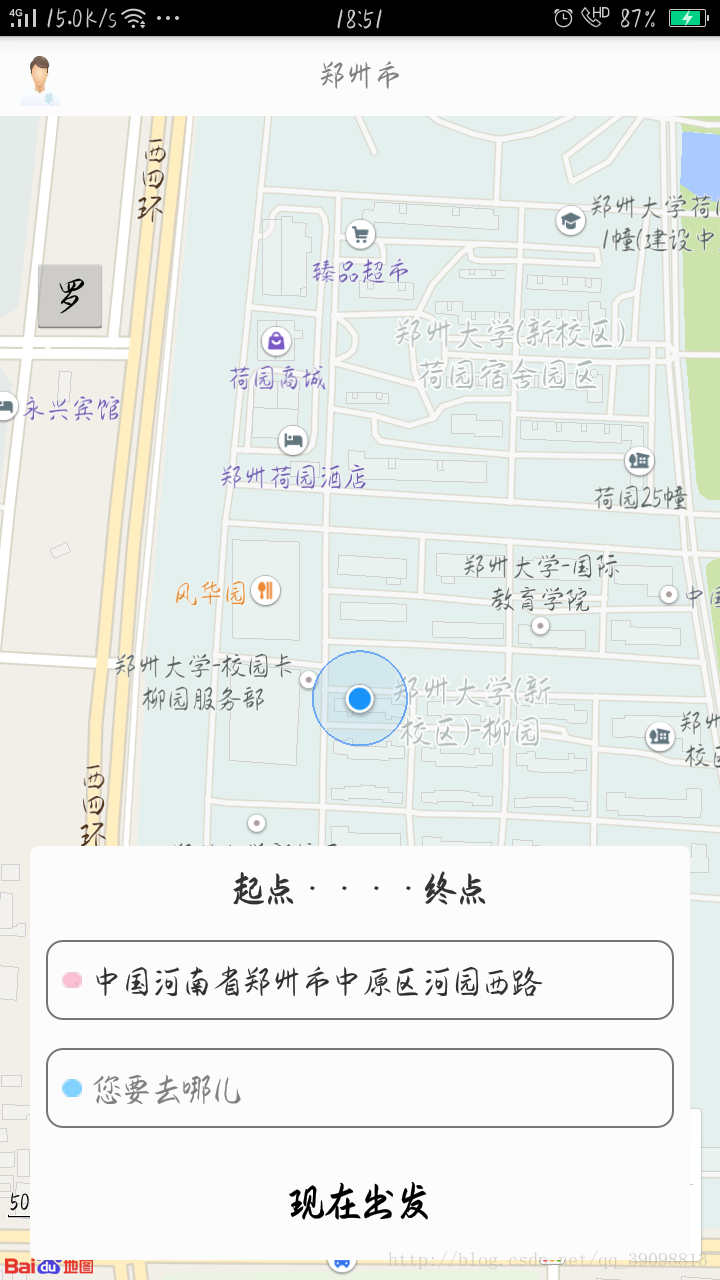 4G 15.0K/s ··· 18:51 HD 87%
郑州市
西四环
郑州大学荷
1幢(建设中
臻品超市
罗
郑州大学(新校区)
荷园宿舍园区
荷园商城
永兴宾馆
郑州荷园酒店
荷园25幢
郑州大学-国际
教育学院
风华园
中国
郑州大学-校园卡
柳园服务部
郑州大学(新
校区)-柳园
郑州
校区
西四环
起点 · · · · 终点
中国河南省郑州市中原区河园西路
您要去哪儿
现在出发
50
Bai du 地图
http://blog.csdn.net/qq_39098813